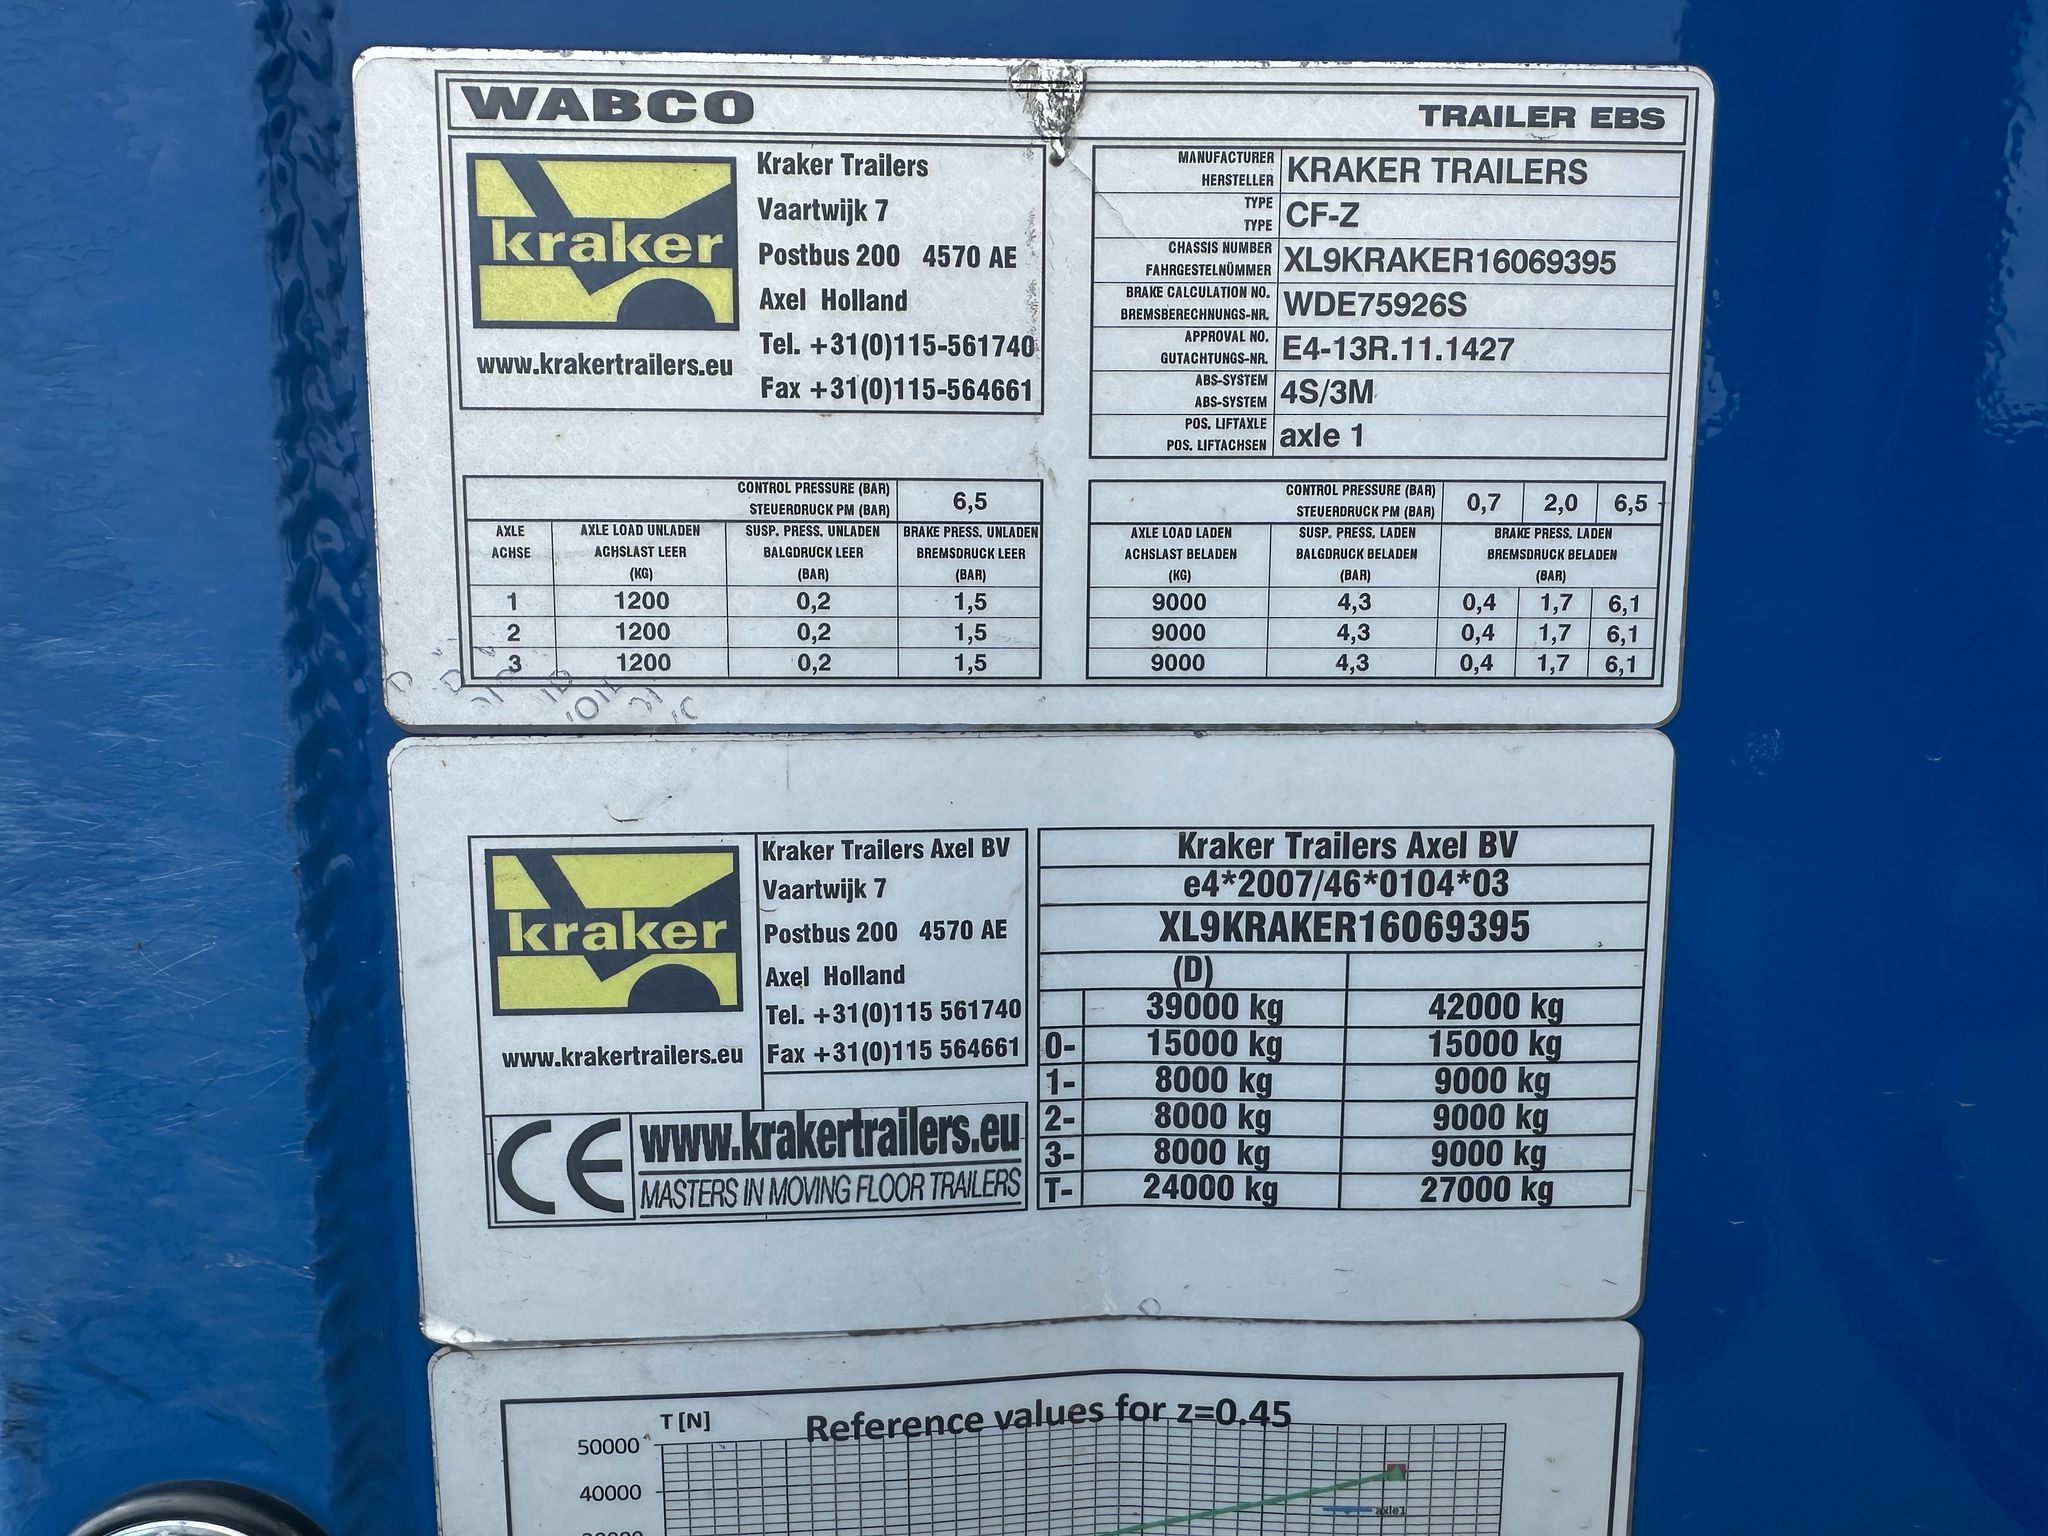 WABCO TRAILER EBS
kraker
www.krakertrailers.eu
Kraker Trailers
Vaartwijk 7
Postbus 200 4570 AE
Axel Holland
Tel. +31(0)115-561740
Fax +31(0)115-564661
MANUFACTURER
HERSTELLER
KRAKER TRAILERS
TYPE
TYPE
CF-Z
CHASSIS NUMBER
FAHRGESTELNÜMMER
XL9KRAKER16069395
BRAKE CALCULATION NO.
BREMSBERECHNUNGS-NR.
WDE75926S
APPROVAL NO.
GUTACHTUNGS-NR.
E4-13R.11.1427
ABS-SYSTEM
ABS-SYSTEM
4S/3M
POS. LIFTAXLE
POS. LIFTACHSEN
axle 1
CONTROL PRESSURE (BAR)
STEUERDRUCK PM (BAR)
6,5
AXLE AXLE LOAD UNLADEN SUSP. PRESS. UNLADEN BRAKE PRESS. UNLADEN
ACHSE ACHSLAST LEER BALGDRUCK LEER BREMSDRUCK LEER
(KG) (BAR) (BAR)
1 1200 0,2 1,5
2 1200 0,2 1,5
3 1200 0,2 1,5
CONTROL PRESSURE (BAR)
STEUERDRUCK PM (BAR)
0,7 2,0 6,5
AXLE LOAD LADEN SUSP. PRESS. LADEN BRAKE PRESS. LADEN
ACHSLAST BELADEN BALGDRUCK BELADEN BREMSDRUCK BELADEN
(KG) (BAR) (BAR)
9000 4,3 0,4 1,7 6,1
9000 4,3 0,4 1,7 6,1
9000 4,3 0,4 1,7 6,1
kraker
www.krakertrailers.eu
Kraker Trailers Axel BV
Vaartwijk 7
Postbus 200 4570 AE
Axel Holland
Tel. +31(0)115 561740
Fax +31(0)115 564661
CE
www.krakertrailers.eu
MASTERS IN MOVING FLOOR TRAILERS
Kraker Trailers Axel BV
e4*2007/46*0104*03
XL9KRAKER16069395
(D)
39000 kg 42000 kg
0- 15000 kg 15000 kg
1- 8000 kg 9000 kg
2- 8000 kg 9000 kg
3- 8000 kg 9000 kg
T- 24000 kg 27000 kg
Reference values for z=0.45
T [N]
50000
40000
axle1